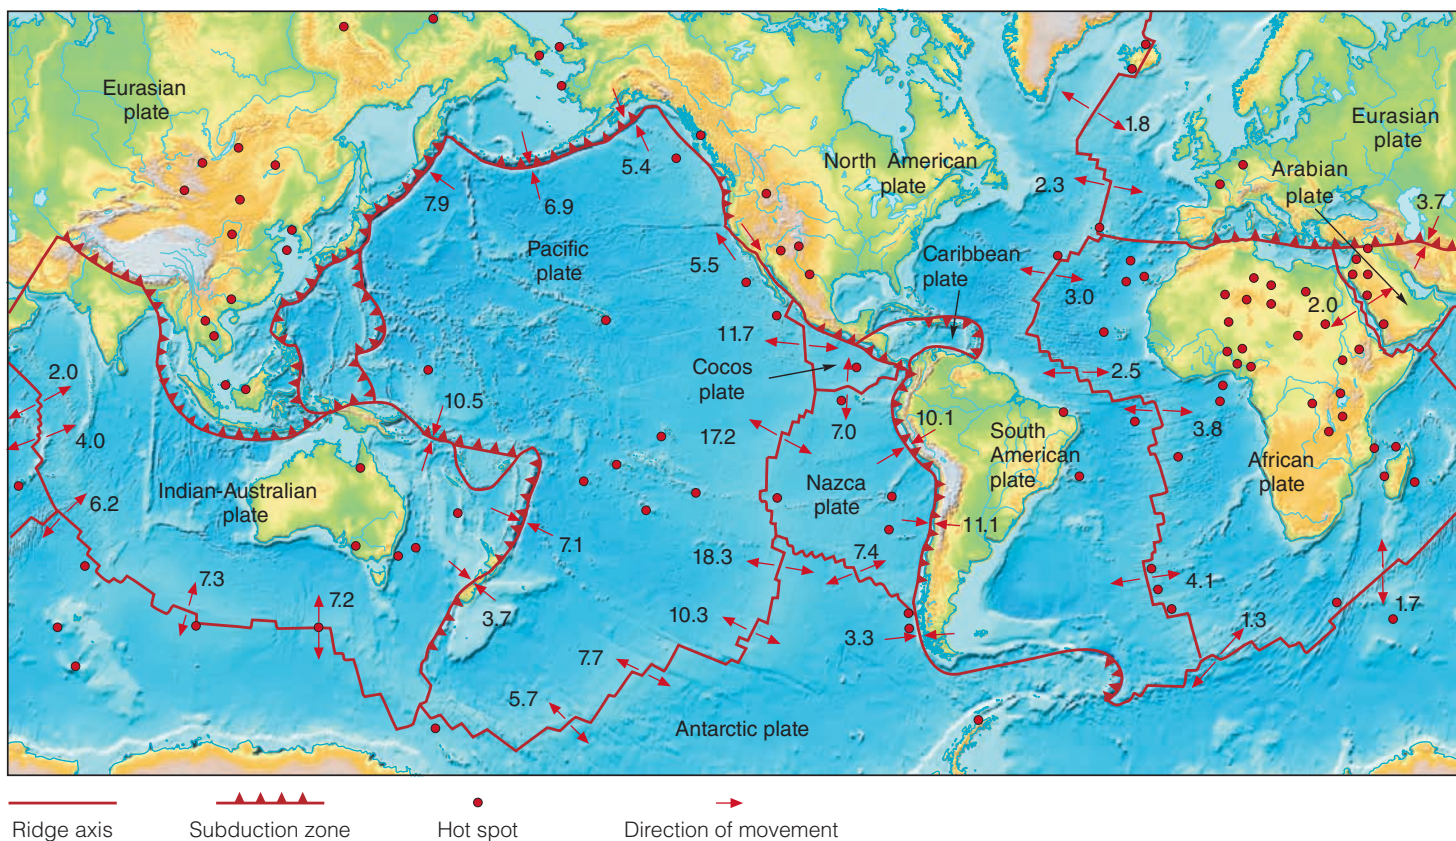 Eurasian
plate
Eurasian
plate
North American
plate
Arabian
plate
Pacific
plate
Caribbean
plate
Cocos
plate
Nazca
plate
South
American
plate
African
plate
Indian-Australian
plate
Antarctic plate
1.8
2.3
3.7
5.4
6.9
7.9
5.5
3.0
2.0
11.7
2.5
2.0
10.5
7.0
10.1
3.8
4.0
17.2
6.2
7.1
11.1
18.3
7.4
4.1
7.3
7.2
3.7
10.3
3.3
1.3
1.7
7.7
5.7
Ridge axis
Subduction zone
Hot spot
Direction of movement